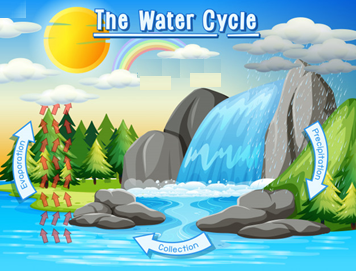 The Water Cycle
Evaporation
Precipitation
Collection